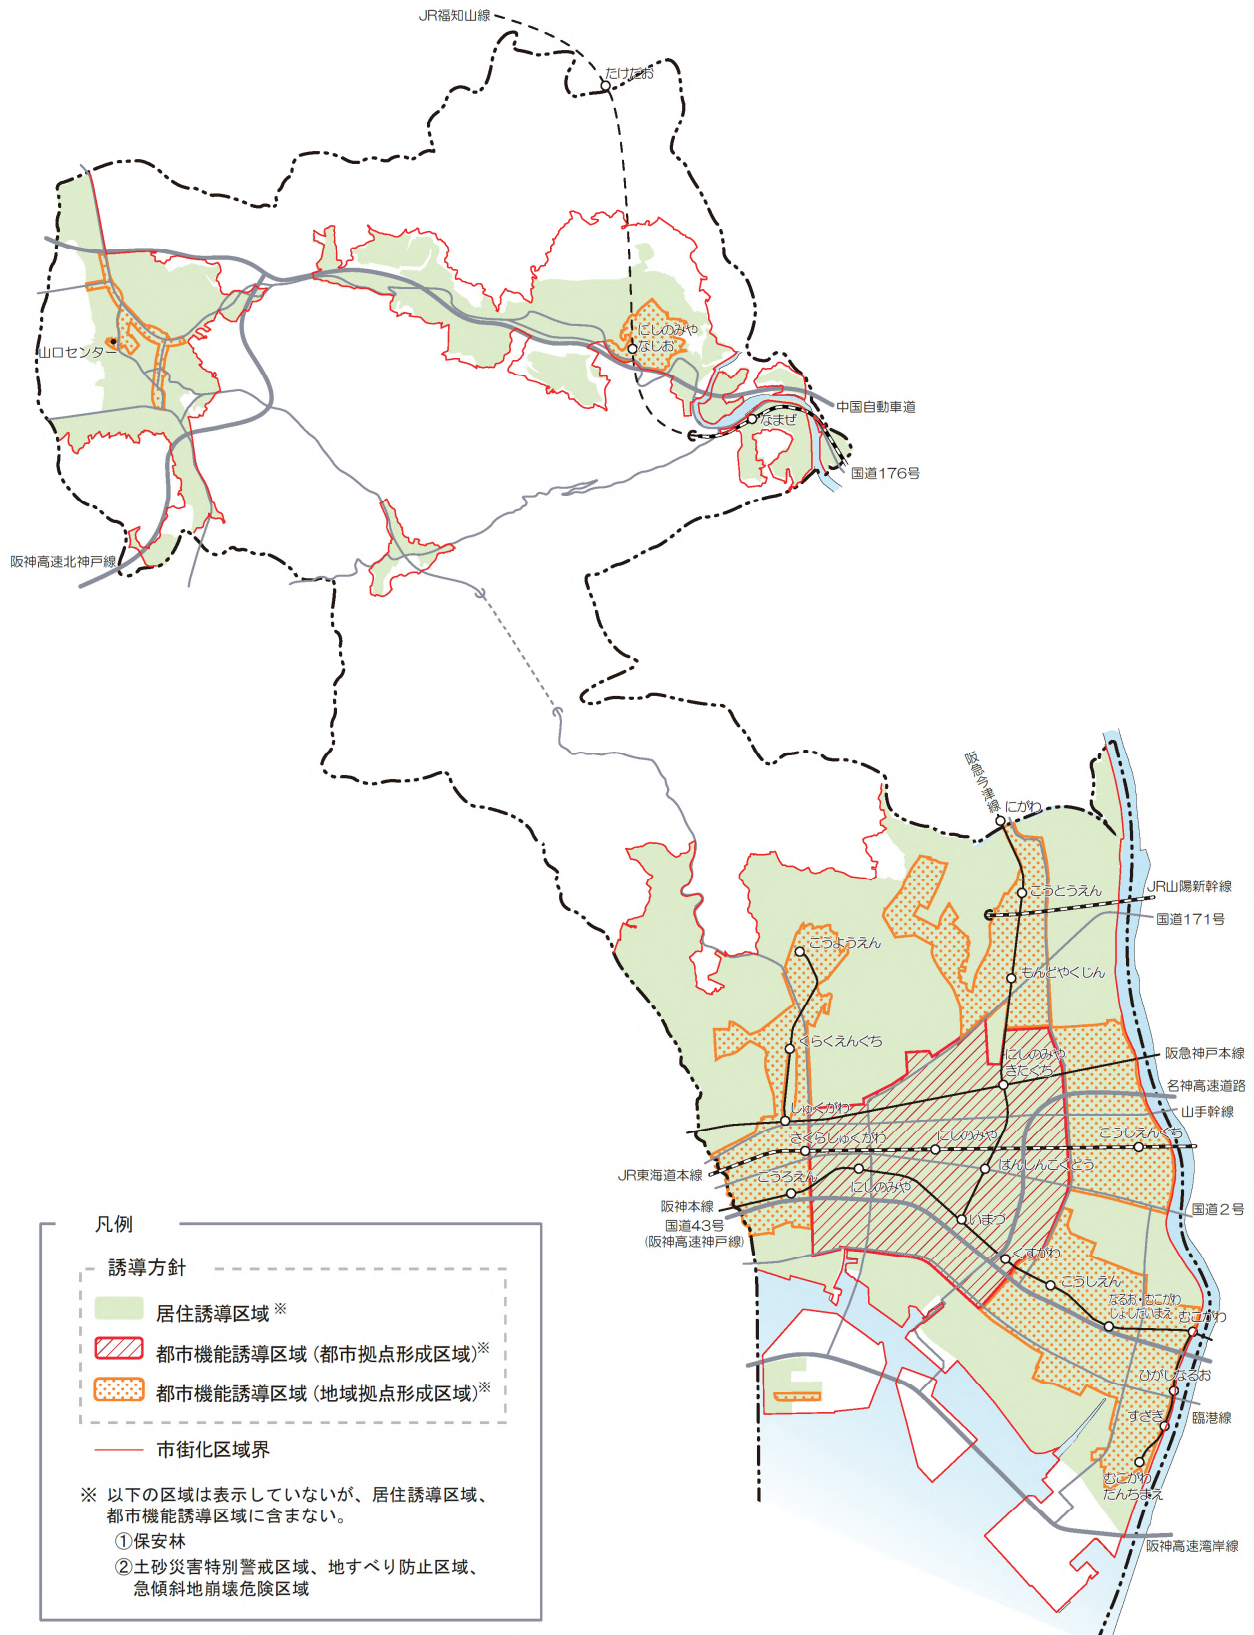 JR福知山線
たけだお
山口センター
にしのみや
なじお
中国自動車道
なまぜ
国道176号
阪神高速北神戸線
阪急今津線
にがわ
こうとうえん
JR山陽新幹線
国道171号
こうようえん
もんどやくじん
くらくえんぐち
にしのみや
きたぐち
阪急神戸本線
名神高速道路
しゅくがわ
山手幹線
さくらしゅくがわ
にしのみや
こうしえんぐち
JR東海道本線
こうろえん
にしのみや
はんしんこくどう
阪神本線
国道2号
国道43号
(阪神高速神戸線)
いまづ
くすがわ
こうしえん
なるお・むこがわ
じょしだいまえ
むこがわ
ひがしなるお
臨港線
すざき
むこがわ
だんちまえ
阪神高速湾岸線
凡例
誘導方針
居住誘導区域※
都市機能誘導区域(都市拠点形成区域)※
都市機能誘導区域(地域拠点形成区域)※
市街化区域界
※ 以下の区域は表示していないが、居住誘導区域、
都市機能誘導区域に含まない。
①保安林
②土砂災害特別警戒区域、地すべり防止区域、
急傾斜地崩壊危険区域